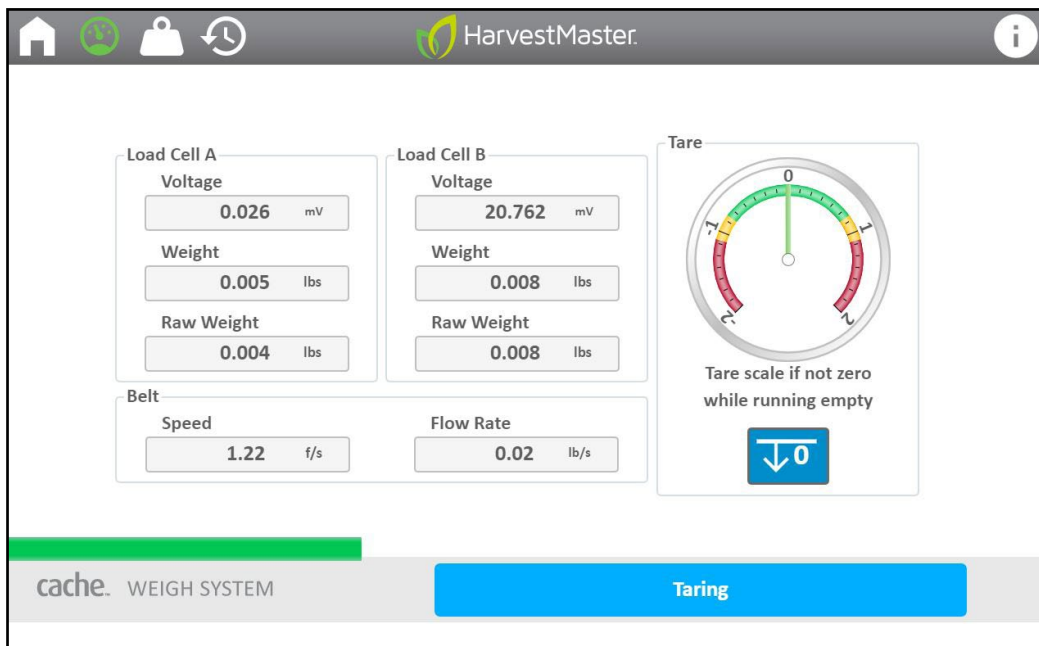 HarvestMaster.
i
Load Cell A
Voltage
0.026 mV
Weight
0.005 lbs
Raw Weight
0.004 lbs
Load Cell B
Voltage
20.762 mV
Weight
0.008 lbs
Raw Weight
0.008 lbs
Tare
0
-1 1
-2 2
Tare scale if not zero
while running empty
0
Belt
Speed
1.22 f/s
Flow Rate
0.02 lb/s
cache. WEIGH SYSTEM
Taring